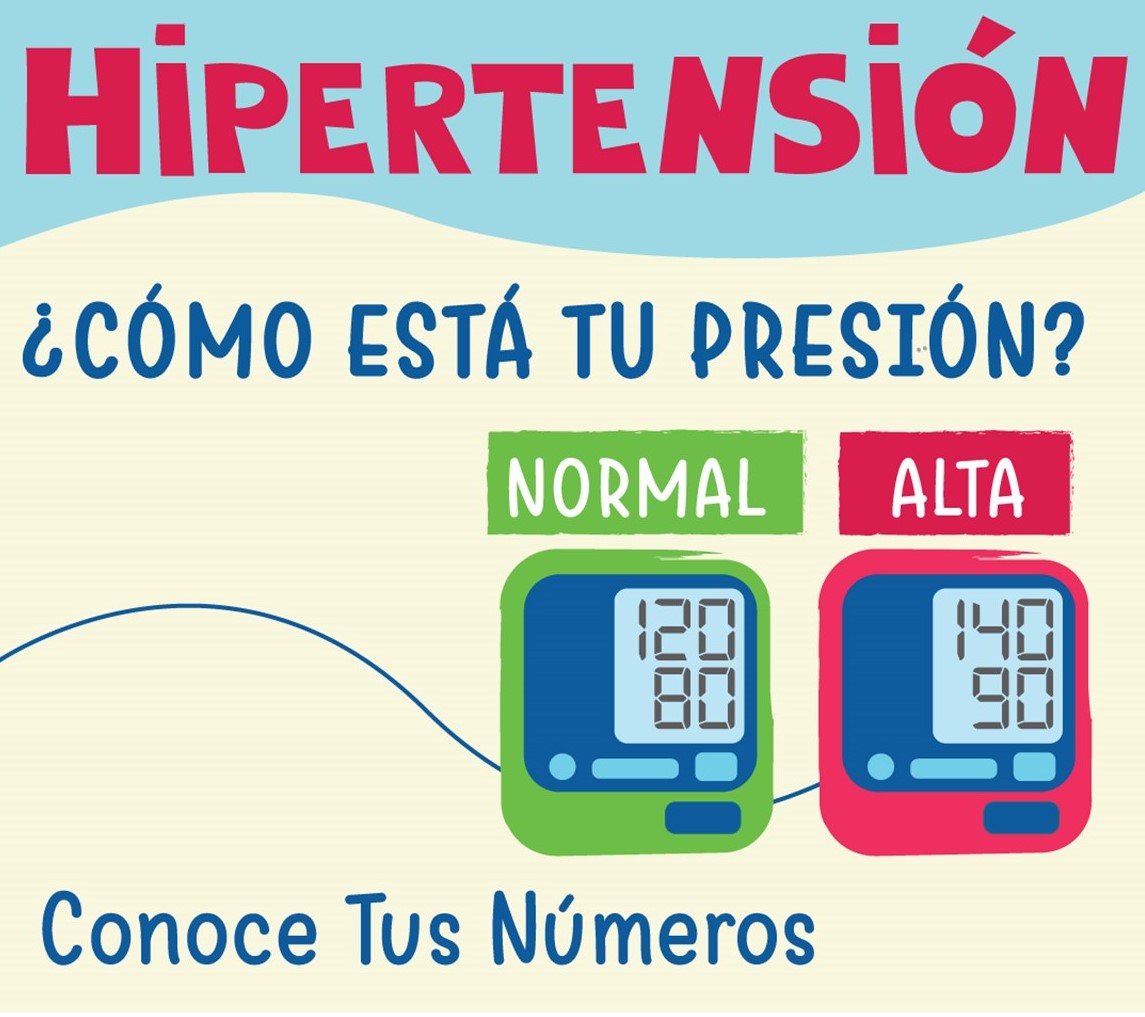 HiPERTENSiÓN
¿CÓMO ESTÁ TU PRESIÓN?
NORMAL ALTA
120 140
80 90
Conoce Tus Números